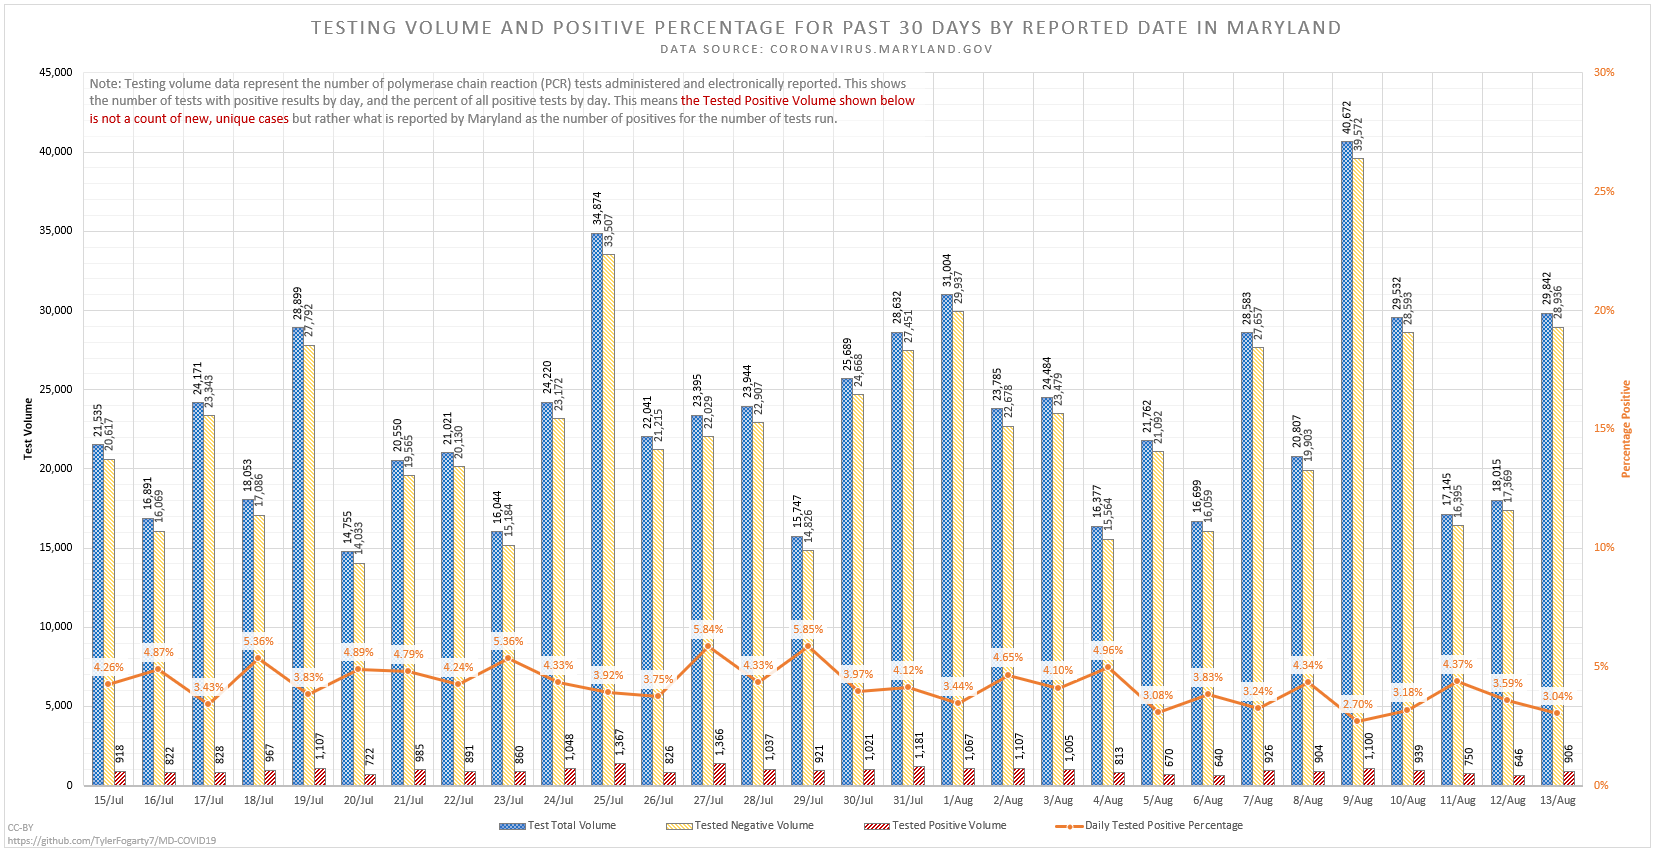 TESTING VOLUME AND POSITIVE PERCENTAGE FOR PAST 30 DAYS BY REPORTED DATE IN MARYLAND
DATA SOURCE: CORONAVIRUS.MARYLAND.GOV
Note: Testing volume data represent the number of polymerase chain reaction (PCR) tests administered and electronically reported. This shows
the number of tests with positive results by day, and the percent of all positive tests by day. This means the Tested Positive Volume shown below
is not a count of new, unique cases but rather what is reported by Maryland as the number of positives for the number of tests run.
Test Volume
45,000
40,000
35,000
30,000
25,000
20,000
15,000
10,000
5,000
0
21,535 16,891 24,171 18,053 28,899 14,755 20,550 21,021 16,044 24,220 34,874 22,041 23,395 23,944 15,747 25,689 28,632 31,004 23,785 24,484 16,377 21,762 16,699 28,583 20,807 40,672 29,532 17,145 18,015 29,842
20,617 16,069 23,343 17,086 27,792 14,033 19,565 20,130 15,184 23,172 33,507 21,215 22,029 22,907 14,826 24,668 27,451 29,937 22,678 23,479 15,564 21,092 16,059 27,657 19,903 39,572 28,593 16,395 17,369 28,936
4.26% 4.87% 3.43% 5.36% 3.83% 4.89% 4.79% 4.24% 5.36% 4.33% 3.92% 3.75% 5.84% 4.33% 5.85% 3.97% 4.12% 3.44% 4.65% 4.10% 4.96% 3.08% 3.83% 3.24% 4.34% 2.70% 3.18% 4.37% 3.59% 3.04%
918 822 828 967 1,107 722 985 891 860 1,048 1,367 826 1,366 1,037 921 1,021 1,181 1,067 1,107 1,005 813 670 640 926 904 1,100 939 750 646 906
15/Jul 16/Jul 17/Jul 18/Jul 19/Jul 20/Jul 21/Jul 22/Jul 23/Jul 24/Jul 25/Jul 26/Jul 27/Jul 28/Jul 29/Jul 30/Jul 31/Jul 1/Aug 2/Aug 3/Aug 4/Aug 5/Aug 6/Aug 7/Aug 8/Aug 9/Aug 10/Aug 11/Aug 12/Aug 13/Aug
30%
25%
20%
15%
10%
5%
0%
Percentage Positive
Test Total Volume Tested Negative Volume Tested Positive Volume Daily Tested Positive Percentage
CC-BY
https://github.com/TylerFogarty7/MD-COVID19